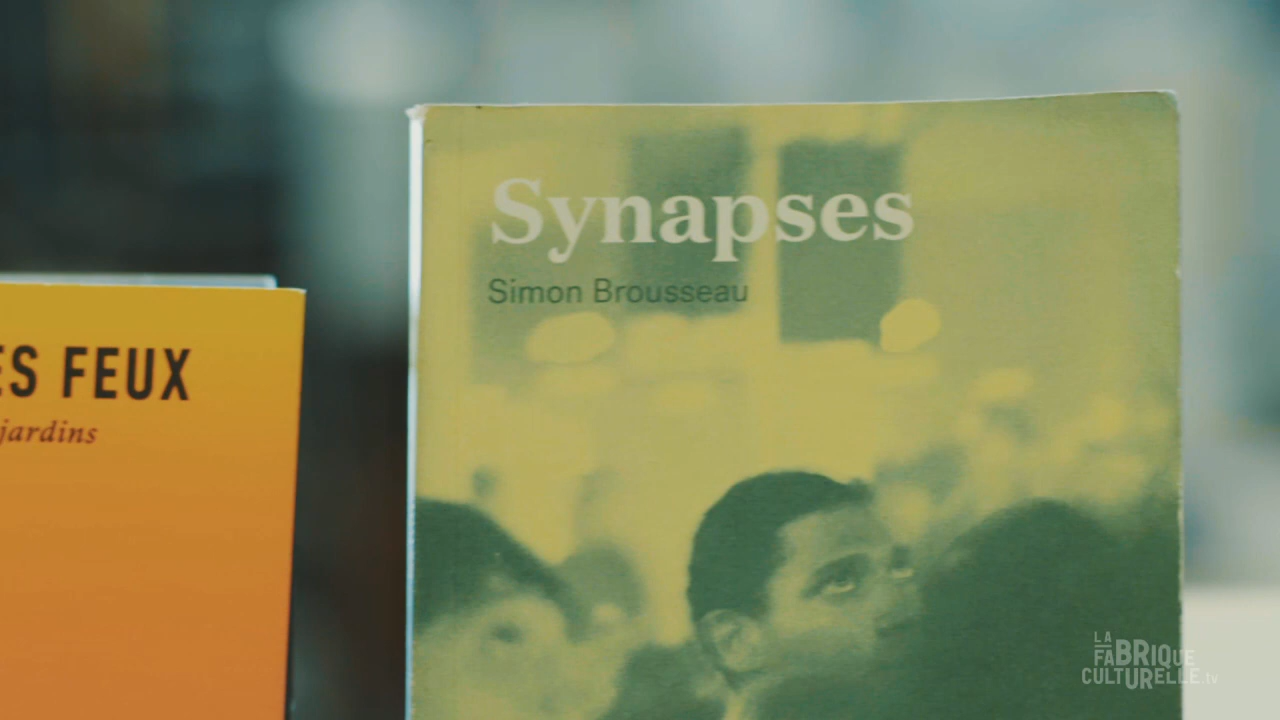 ES FEUX
jardins
Synapses
Simon Brousseau
LA
FABRIQUE
CULTURELLE.tv